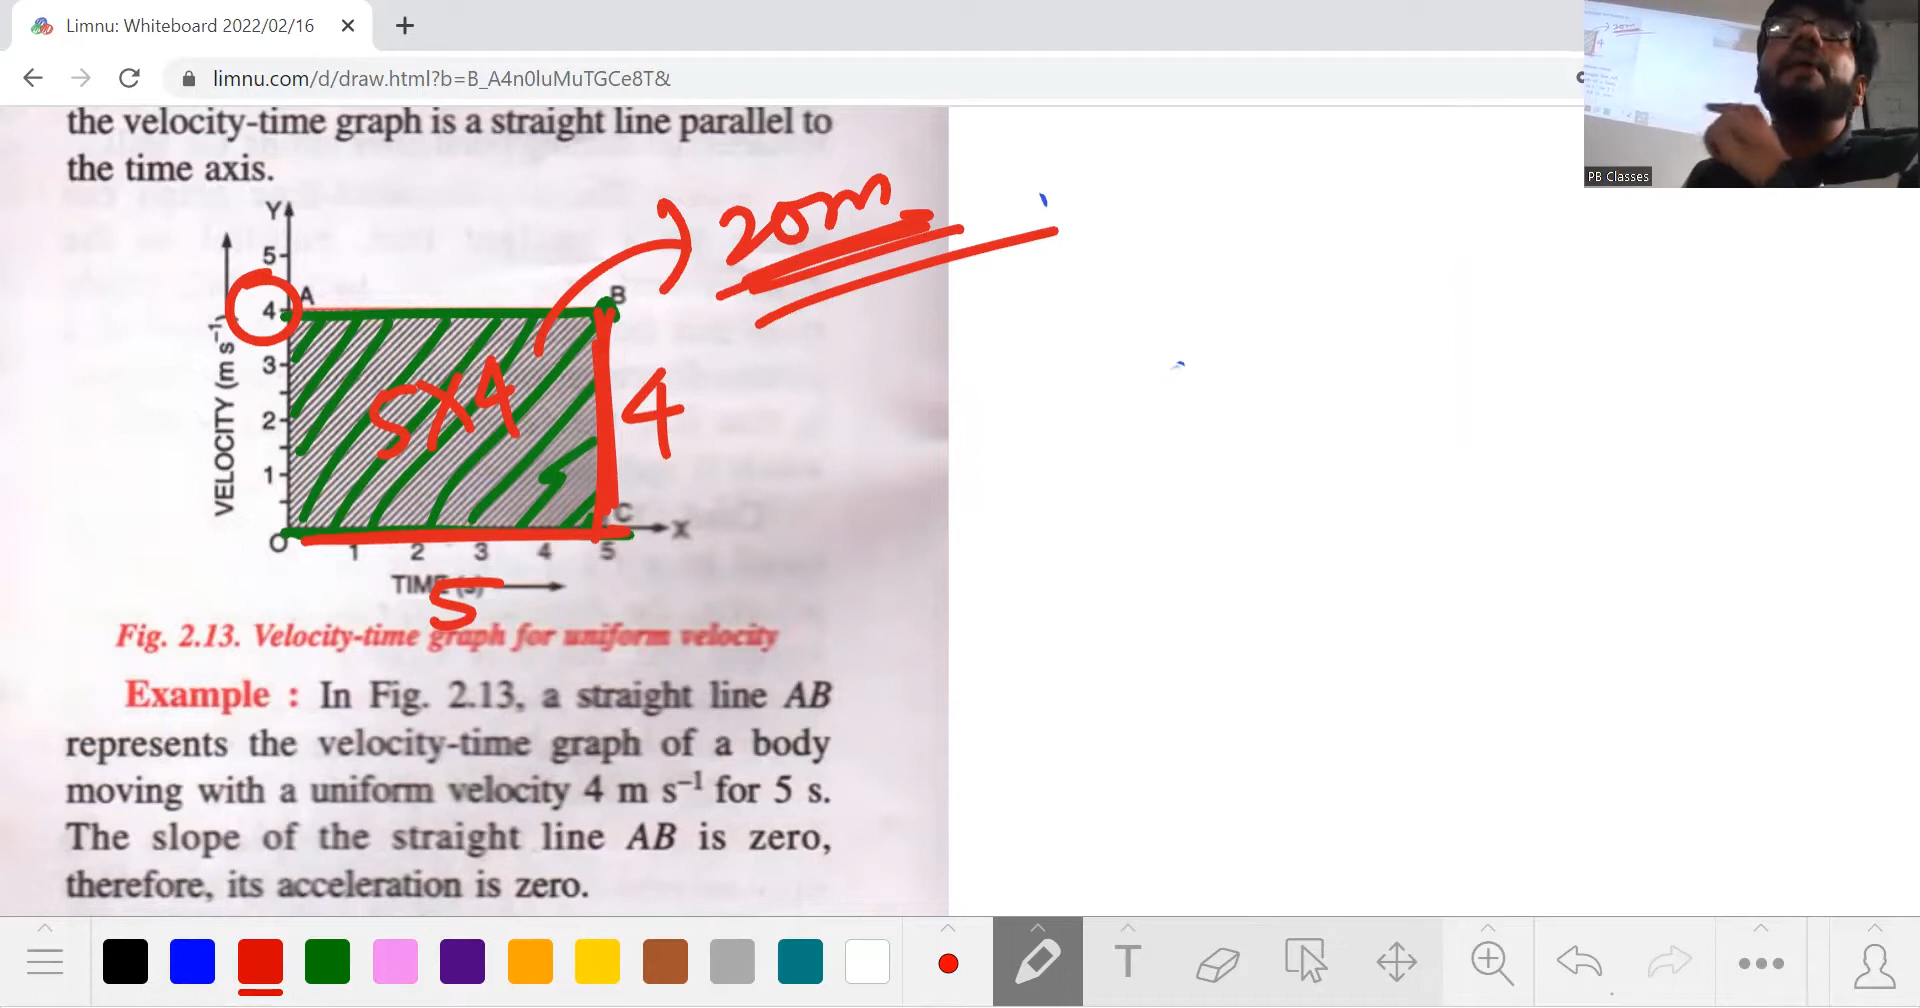 Limnu: Whiteboard 2022/02/16
limnu.com/d/draw.html?b=B_A4n0luMuTGCe8T&
PB Classes
the velocity-time graph is a straight line parallel to
the time axis.
20m
Y
5
4
3
2
1
O
A
B
C
X
VELOCITY (m s⁻¹)
5x4
4
1 2 3 4 5
TIME (s)
5
Fig. 2.13. Velocity-time graph for uniform velocity
Example : In Fig. 2.13, a straight line AB
represents the velocity-time graph of a body
moving with a uniform velocity 4 m s⁻¹ for 5 s.
The slope of the straight line AB is zero,
therefore, its acceleration is zero.
T